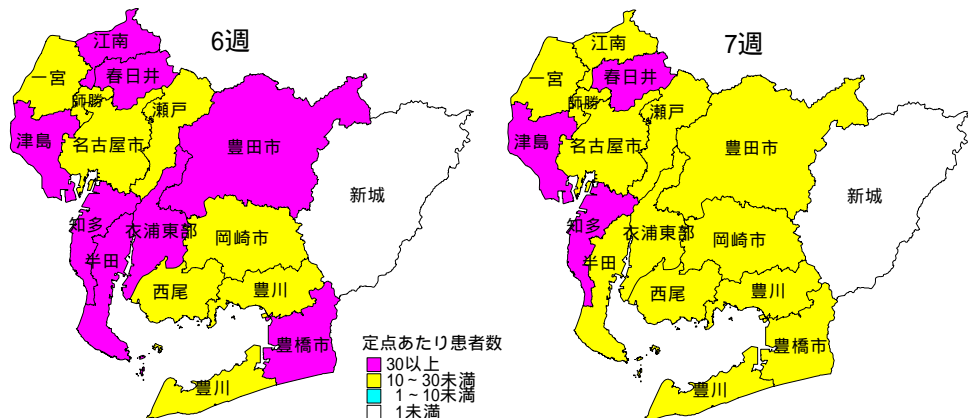 6週
江南
一宮
春日井
師勝
瀬戸
津島
名古屋市
豊田市
新城
知多
衣浦東部
岡崎市
半田
西尾
豊川
豊橋市
豊川
7週
江南
一宮
春日井
師勝
瀬戸
津島
名古屋市
豊田市
新城
知多
衣浦東部
岡崎市
半田
西尾
豊川
豊橋市
豊川
定点あたり患者数
30以上
10~30未満
1~10未満
1未満